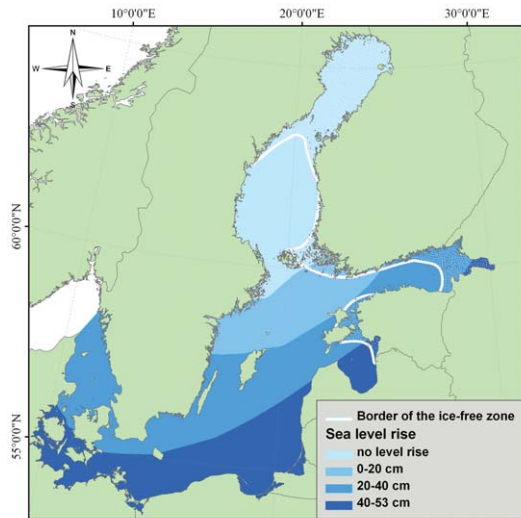 10°0'0"E 20°0'0"E 30°0'0"E
N
W E
S
60°0'0"N
55°0'0"N
Border of the ice-free zone
Sea level rise
no level rise
0-20 cm
20-40 cm
40-53 cm